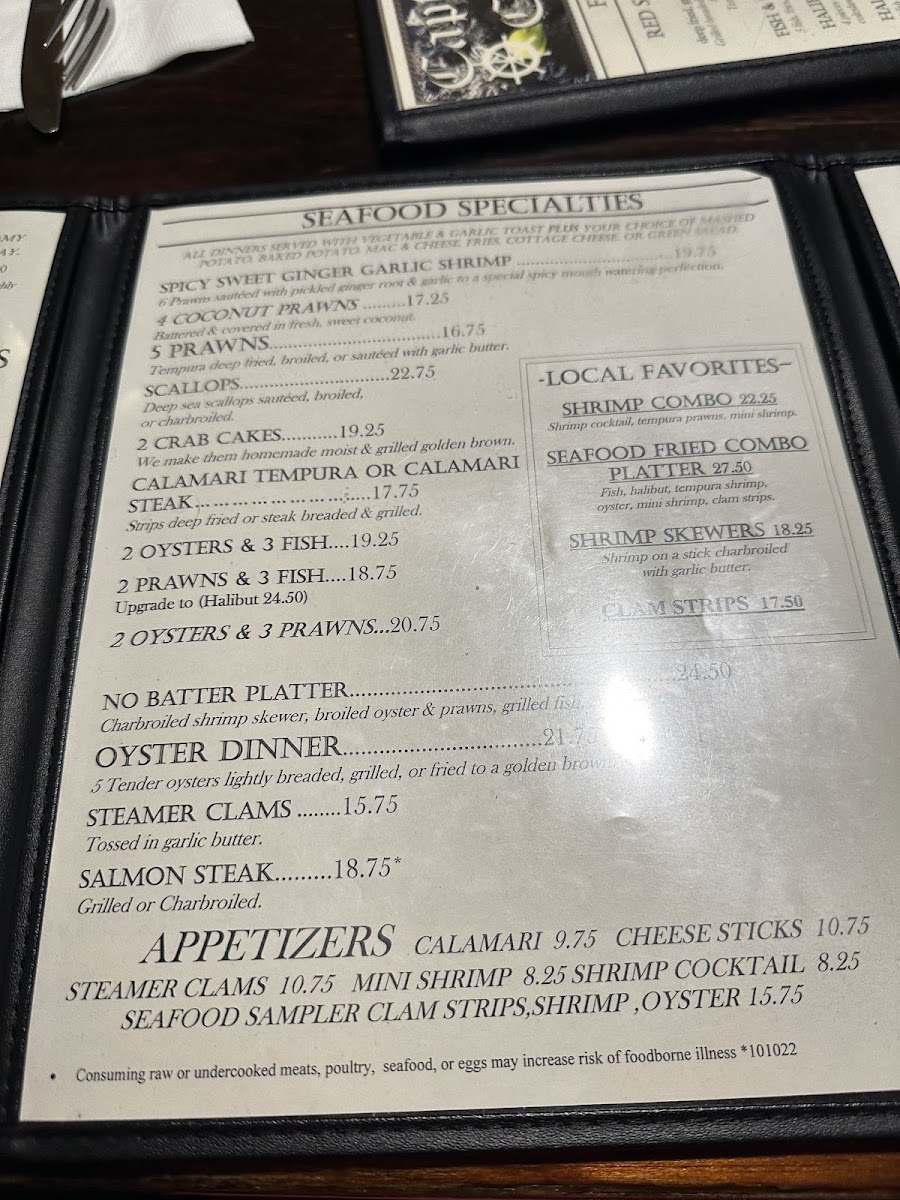 RED S
FISH &
HALIB
SEAFOOD SPECIALTIES
ALL DINNERS SERVED WITH VEGETABLE & GARLIC TOAST PLUS YOUR CHOICE OF MASHED
POTATO, BAKED POTATO, MAC & CHEESE, FRIES, COTTAGE CHEESE, OR GREEN SALAD.
SPICY SWEET GINGER GARLIC SHRIMP ..............................19.75
6 Prawns sautéed with pickled ginger root & garlic to a special spicy mouth watering perfection.
4 COCONUT PRAWNS .........17.25
Battered & covered in fresh, sweet coconut.
5 PRAWNS....................................16.75
Tempura deep fried, broiled, or sautéed with garlic butter.
SCALLOPS...............................22.75
Deep sea scallops sautéed, broiled,
or charbroiled.
2 CRAB CAKES...........19.25
We make them homemade moist & grilled golden brown.
CALAMARI TEMPURA OR CALAMARI
STEAK... ... ... ... ... ... ......17.75
Strips deep fried or steak breaded & grilled.
2 OYSTERS & 3 FISH....19.25
2 PRAWNS & 3 FISH....18.75
Upgrade to (Halibut 24.50)
2 OYSTERS & 3 PRAWNS...20.75
-LOCAL FAVORITES~
SHRIMP COMBO 22.25
Shrimp cocktail, tempura prawns, mini shrimp.
SEAFOOD FRIED COMBO
PLATTER 27.50
Fish, halibut, tempura shrimp,
oyster, mini shrimp, clam strips.
SHRIMP SKEWERS 18.25
Shrimp on a stick charbroiled
with garlic butter.
CLAM STRIPS 17.50
NO BATTER PLATTER..................................................24.50
Charbroiled shrimp skewer, broiled oyster & prawns, grilled fish,
OYSTER DINNER..............................21.75
5 Tender oysters lightly breaded, grilled, or fried to a golden brown
STEAMER CLAMS ........15.75
Tossed in garlic butter.
SALMON STEAK.........18.75*
Grilled or Charbroiled.
APPETIZERS CALAMARI 9.75 CHEESE STICKS 10.75
STEAMER CLAMS 10.75 MINI SHRIMP 8.25 SHRIMP COCKTAIL 8.25
SEAFOOD SAMPLER CLAM STRIPS,SHRIMP ,OYSTER 15.75
• Consuming raw or undercooked meats, poultry, seafood, or eggs may increase risk of foodborne illness *101022